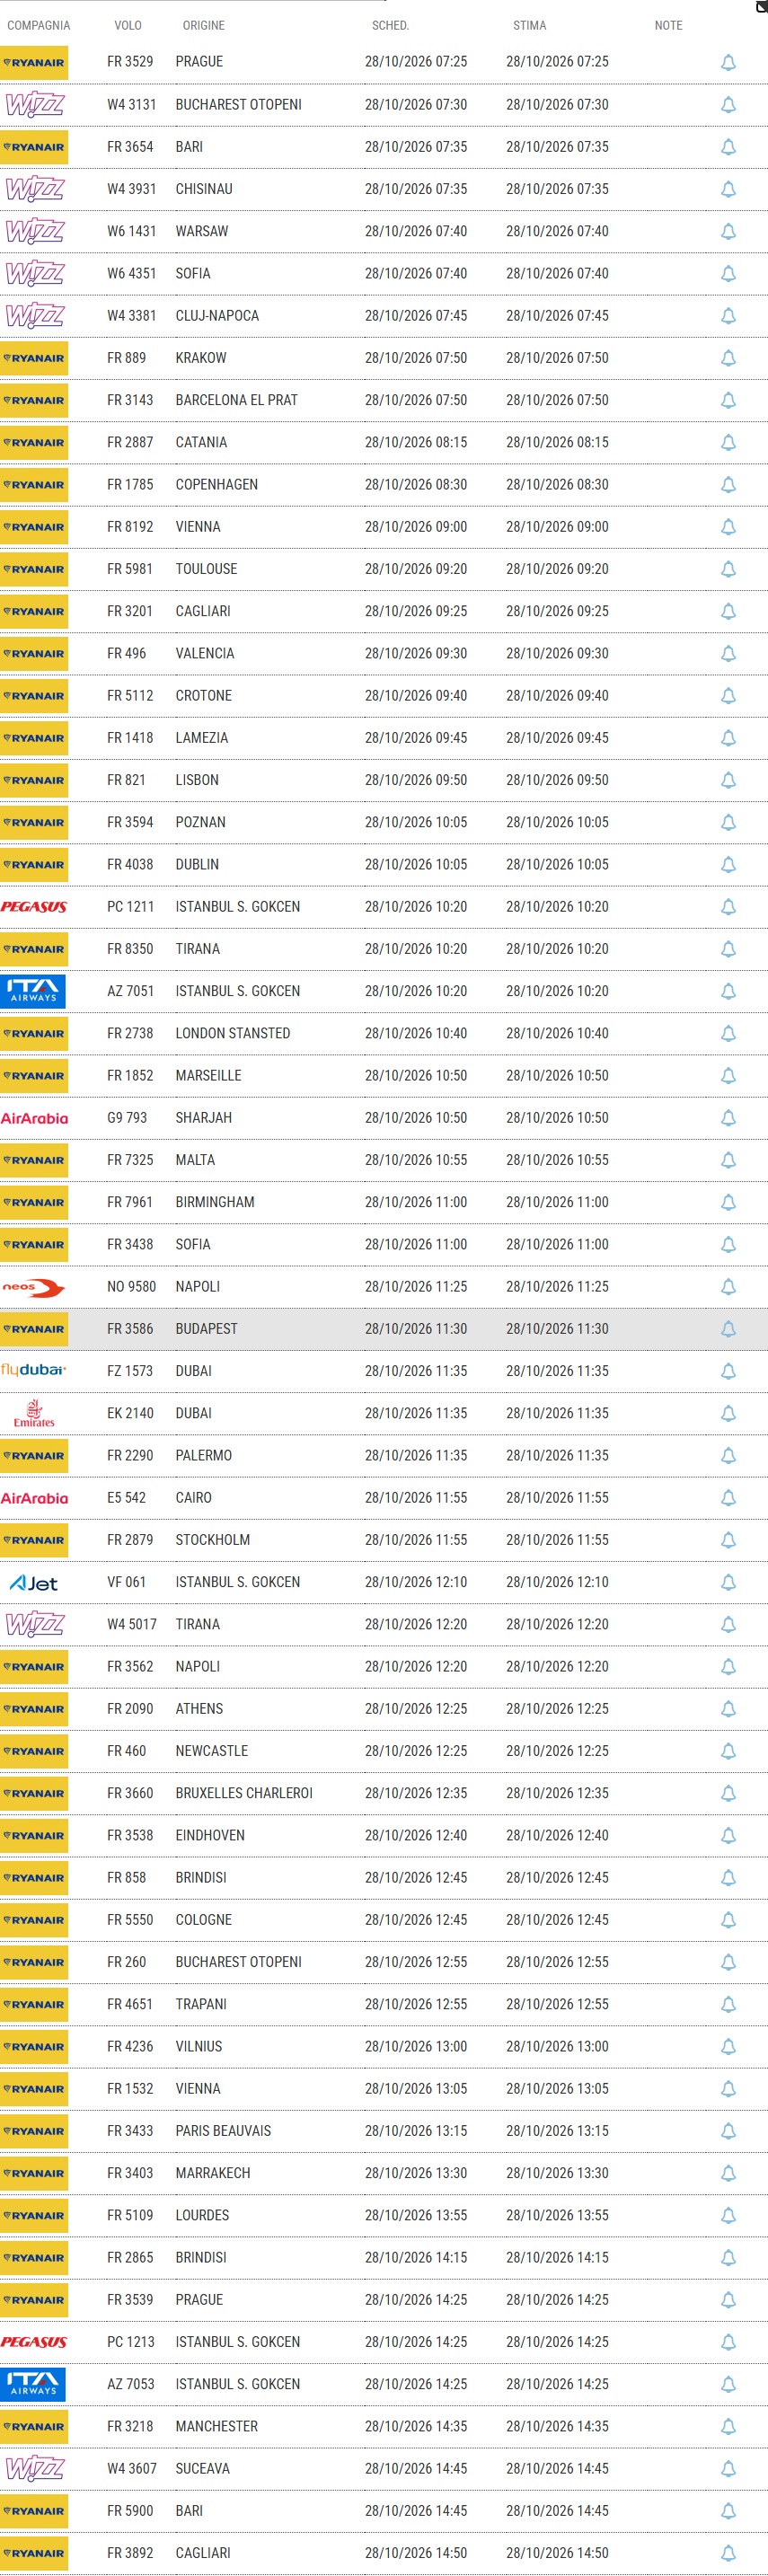 COMPAGNIA VOLO ORIGINE SCHED. STIMA NOTE
RYANAIR FR 3529 PRAGUE 28/10/2026 07:25 28/10/2026 07:25
Wizz W4 3131 BUCHAREST OTOPENI 28/10/2026 07:30 28/10/2026 07:30
RYANAIR FR 3654 BARI 28/10/2026 07:35 28/10/2026 07:35
Wizz W4 3931 CHISINAU 28/10/2026 07:35 28/10/2026 07:35
Wizz W6 1431 WARSAW 28/10/2026 07:40 28/10/2026 07:40
Wizz W6 4351 SOFIA 28/10/2026 07:40 28/10/2026 07:40
Wizz W4 3381 CLUJ-NAPOCA 28/10/2026 07:45 28/10/2026 07:45
RYANAIR FR 889 KRAKOW 28/10/2026 07:50 28/10/2026 07:50
RYANAIR FR 3143 BARCELONA EL PRAT 28/10/2026 07:50 28/10/2026 07:50
RYANAIR FR 2887 CATANIA 28/10/2026 08:15 28/10/2026 08:15
RYANAIR FR 1785 COPENHAGEN 28/10/2026 08:30 28/10/2026 08:30
RYANAIR FR 8192 VIENNA 28/10/2026 09:00 28/10/2026 09:00
RYANAIR FR 5981 TOULOUSE 28/10/2026 09:20 28/10/2026 09:20
RYANAIR FR 3201 CAGLIARI 28/10/2026 09:25 28/10/2026 09:25
RYANAIR FR 496 VALENCIA 28/10/2026 09:30 28/10/2026 09:30
RYANAIR FR 5112 CROTONE 28/10/2026 09:40 28/10/2026 09:40
RYANAIR FR 1418 LAMEZIA 28/10/2026 09:45 28/10/2026 09:45
RYANAIR FR 821 LISBON 28/10/2026 09:50 28/10/2026 09:50
RYANAIR FR 3594 POZNAN 28/10/2026 10:05 28/10/2026 10:05
RYANAIR FR 4038 DUBLIN 28/10/2026 10:05 28/10/2026 10:05
PEGASUS PC 1211 ISTANBUL S. GOKCEN 28/10/2026 10:20 28/10/2026 10:20
RYANAIR FR 8350 TIRANA 28/10/2026 10:20 28/10/2026 10:20
ITA AIRWAYS AZ 7051 ISTANBUL S. GOKCEN 28/10/2026 10:20 28/10/2026 10:20
RYANAIR FR 2738 LONDON STANSTED 28/10/2026 10:40 28/10/2026 10:40
RYANAIR FR 1852 MARSEILLE 28/10/2026 10:50 28/10/2026 10:50
AirArabia G9 793 SHARJAH 28/10/2026 10:50 28/10/2026 10:50
RYANAIR FR 7325 MALTA 28/10/2026 10:55 28/10/2026 10:55
RYANAIR FR 7961 BIRMINGHAM 28/10/2026 11:00 28/10/2026 11:00
RYANAIR FR 3438 SOFIA 28/10/2026 11:00 28/10/2026 11:00
neos NO 9580 NAPOLI 28/10/2026 11:25 28/10/2026 11:25
RYANAIR FR 3586 BUDAPEST 28/10/2026 11:30 28/10/2026 11:30
flydubai FZ 1573 DUBAI 28/10/2026 11:35 28/10/2026 11:35
Emirates EK 2140 DUBAI 28/10/2026 11:35 28/10/2026 11:35
RYANAIR FR 2290 PALERMO 28/10/2026 11:35 28/10/2026 11:35
AirArabia E5 542 CAIRO 28/10/2026 11:55 28/10/2026 11:55
RYANAIR FR 2879 STOCKHOLM 28/10/2026 11:55 28/10/2026 11:55
AJet VF 061 ISTANBUL S. GOKCEN 28/10/2026 12:10 28/10/2026 12:10
Wizz W4 5017 TIRANA 28/10/2026 12:20 28/10/2026 12:20
RYANAIR FR 3562 NAPOLI 28/10/2026 12:20 28/10/2026 12:20
RYANAIR FR 2090 ATHENS 28/10/2026 12:25 28/10/2026 12:25
RYANAIR FR 460 NEWCASTLE 28/10/2026 12:25 28/10/2026 12:25
RYANAIR FR 3660 BRUXELLES CHARLEROI 28/10/2026 12:35 28/10/2026 12:35
RYANAIR FR 3538 EINDHOVEN 28/10/2026 12:40 28/10/2026 12:40
RYANAIR FR 858 BRINDISI 28/10/2026 12:45 28/10/2026 12:45
RYANAIR FR 5550 COLOGNE 28/10/2026 12:45 28/10/2026 12:45
RYANAIR FR 260 BUCHAREST OTOPENI 28/10/2026 12:55 28/10/2026 12:55
RYANAIR FR 4651 TRAPANI 28/10/2026 12:55 28/10/2026 12:55
RYANAIR FR 4236 VILNIUS 28/10/2026 13:00 28/10/2026 13:00
RYANAIR FR 1532 VIENNA 28/10/2026 13:05 28/10/2026 13:05
RYANAIR FR 3433 PARIS BEAUVAIS 28/10/2026 13:15 28/10/2026 13:15
RYANAIR FR 3403 MARRAKECH 28/10/2026 13:30 28/10/2026 13:30
RYANAIR FR 5109 LOURDES 28/10/2026 13:55 28/10/2026 13:55
RYANAIR FR 2865 BRINDISI 28/10/2026 14:15 28/10/2026 14:15
RYANAIR FR 3539 PRAGUE 28/10/2026 14:25 28/10/2026 14:25
PEGASUS PC 1213 ISTANBUL S. GOKCEN 28/10/2026 14:25 28/10/2026 14:25
ITA AIRWAYS AZ 7053 ISTANBUL S. GOKCEN 28/10/2026 14:25 28/10/2026 14:25
RYANAIR FR 3218 MANCHESTER 28/10/2026 14:35 28/10/2026 14:35
Wizz W4 3607 SUCEAVA 28/10/2026 14:45 28/10/2026 14:45
RYANAIR FR 5900 BARI 28/10/2026 14:45 28/10/2026 14:45
RYANAIR FR 3892 CAGLIARI 28/10/2026 14:50 28/10/2026 14:50